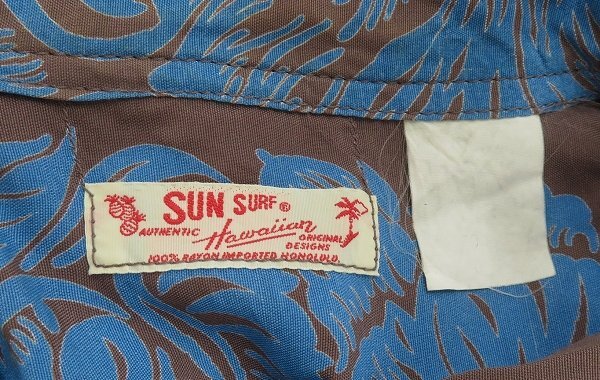 SUN SURF®
AUTHENTIC Hawaiian ORIGINAL
DESIGNS
100% RAYON IMPORTED HONOLULU.